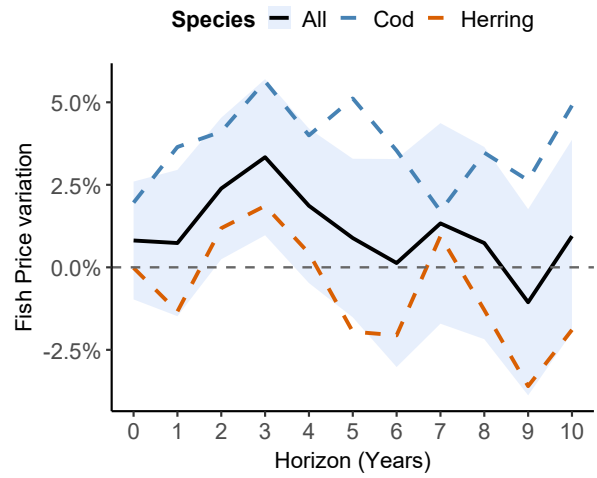 Species All Cod Herring
Fish Price variation
5.0%
2.5%
0.0%
-2.5%
0 1 2 3 4 5 6 7 8 9 10
Horizon (Years)